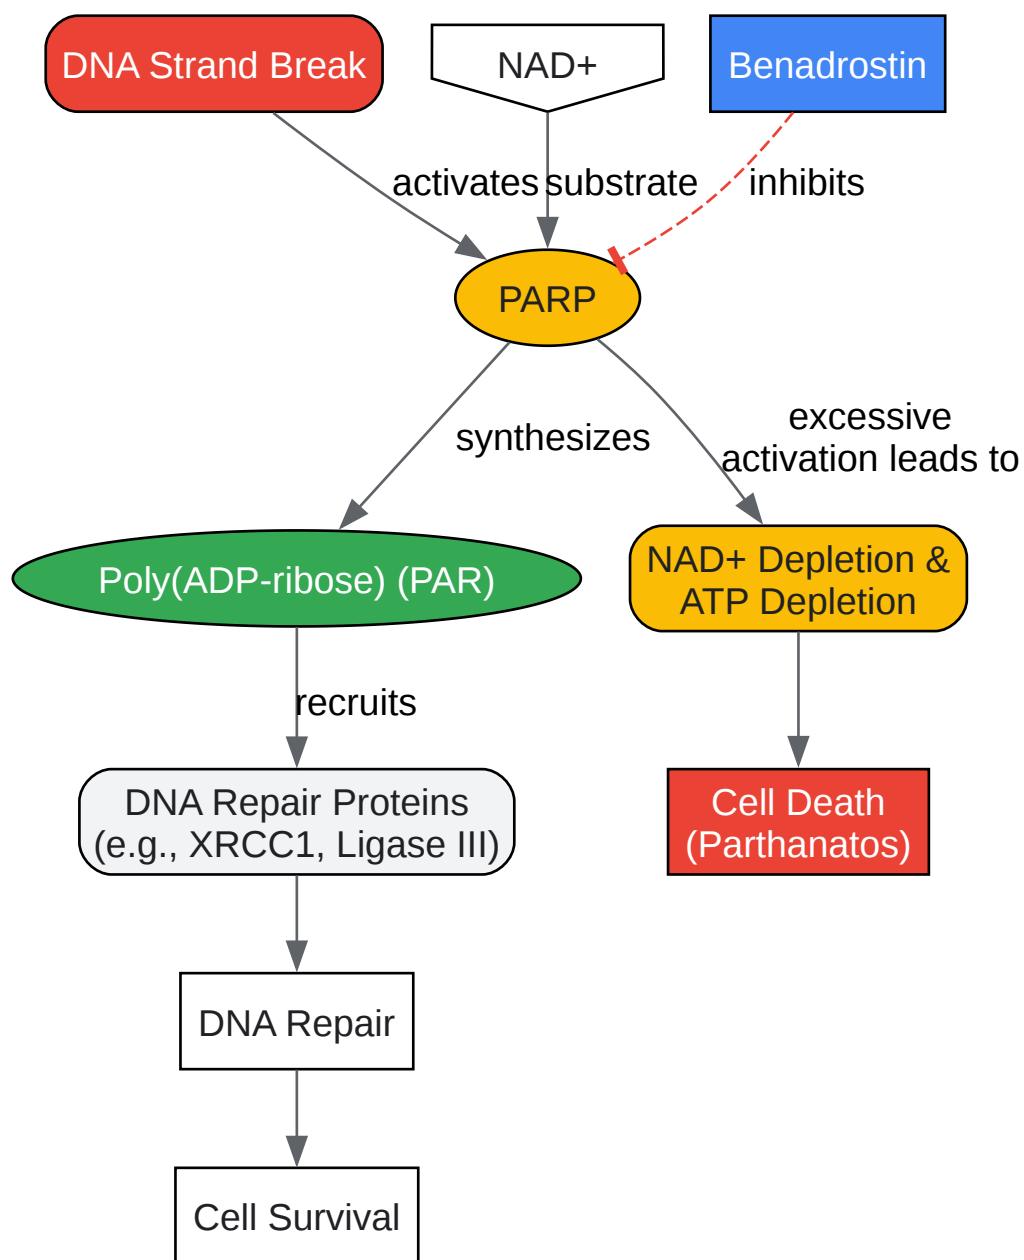 DNA Strand Break
NAD+
Benadrostin
activates
substrate
inhibits
PARP
synthesizes
excessive
activation leads to
Poly(ADP-ribose) (PAR)
NAD+ Depletion &
ATP Depletion
recruits
DNA Repair Proteins
(e.g., XRCC1, Ligase III)
Cell Death
(Parthanatos)
DNA Repair
Cell Survival